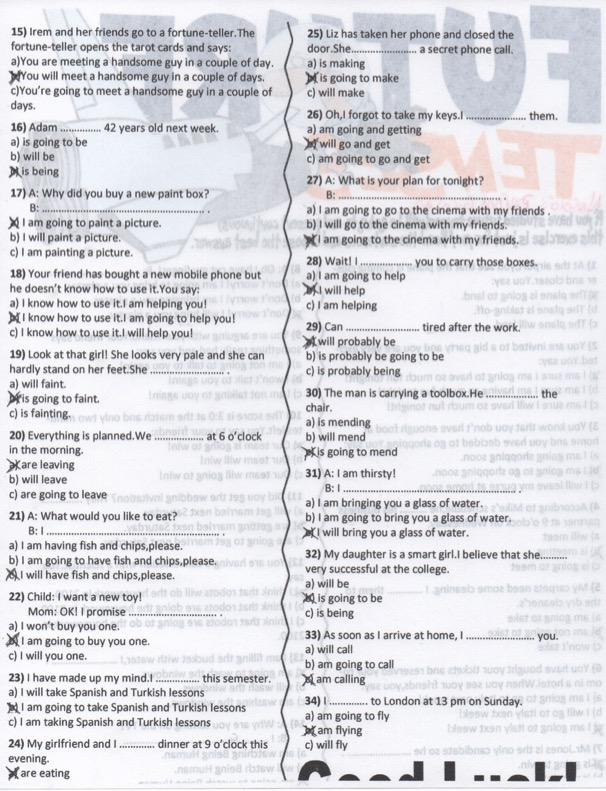 15) Irem and her friends go to a fortune-teller.The
fortune-teller opens the tarot cards and says:
a)You are meeting a handsome guy in a couple of day.
b)You will meet a handsome guy in a couple of days.
c)You're going to meet a handsome guy in a couple of
days.
16) Adam .............. 42 years old next week.
a) is going to be
b) will be
c) is being
17) A: Why did you buy a new paint box?
B: ................................................ .
a) I am going to paint a picture.
b) I will paint a picture.
c) I am painting a picture.
18) Your friend has bought a new mobile phone but
he doesn't know how to use it.You say:
a) I know how to use it.I am helping you!
b) I know how to use it.I am going to help you!
c) I know how to use it.I will help you!
19) Look at that girl! She looks very pale and she can
hardly stand on her feet.She ........................... .
a) will faint.
b) is going to faint.
c) is fainting.
20) Everything is planned.We .............. at 6 o'clock
in the morning.
a) are leaving
b) will leave
c) are going to leave
21) A: What would you like to eat?
B: I ................................................ .
a) I am having fish and chips,please.
b) I am going to have fish and chips,please.
c) I will have fish and chips,please.
22) Child: I want a new toy!
Mom: OK! I promise ........................... .
a) I won't buy you one.
b) I am going to buy you one.
c) I will you one.
23) I have made up my mind.I .............. this semester.
a) I will take Spanish and Turkish lessons
b) I am going to take Spanish and Turkish lessons
c) I am taking Spanish and Turkish lessons
24) My girlfriend and I ............ dinner at 9 o'clock this
evening.
a) are eating
25) Liz has taken her phone and closed the
door.She...................... a secret phone call.
a) is making
b) is going to make
c) will make
26) Oh,I forgot to take my keys.I .................... them.
a) am going and getting
b) will go and get
c) am going to go and get
27) A: What is your plan for tonight?
B: ................................................ .
a) I am going to go to the cinema with my friends .
b) I will go to the cinema with my friends.
c) I am going to the cinema with my friends.
28) Wait! I .................. you to carry those boxes.
a) I am going to help
b) I will help
c) I am helping
29) Can .......................... tired after the work.
a) will probably be
b) is probably be going to be
c) is probably being
30) The man is carrying a toolbox.He .................. the
chair.
a) is mending
b) will mend
c) is going to mend
31) A: I am thirsty!
B: I ................................................ .
a) I am bringing you a glass of water.
b) I am going to bring you a glass of water.
c) I will bring you a glass of water.
32) My daughter is a smart girl.I believe that she.........
very successful at the college.
a) will be
b) is going to be
c) is being
33) As soon as I arrive at home, I .................... you.
a) will call
b) am going to call
c) am calling
34) I .............. to London at 13 pm on Sunday.
a) am going to fly
b) am flying
c) will fly
Good Luck!